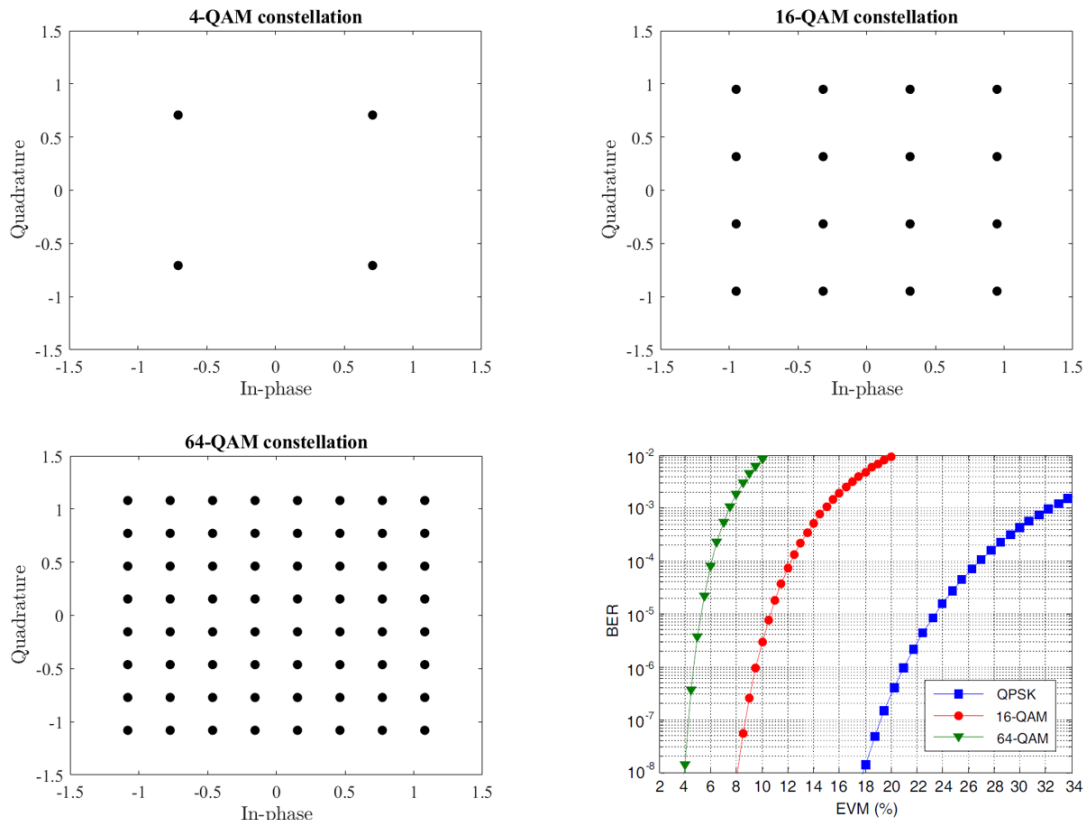 4-QAM constellation
1.5
1
0.5
0
-0.5
-1
-1.5
Quadrature
-1.5 -1 -0.5 0 0.5 1 1.5
In-phase
16-QAM constellation
1.5
1
0.5
0
-0.5
-1
-1.5
Quadrature
-1.5 -1 -0.5 0 0.5 1 1.5
In-phase
64-QAM constellation
1.5
1
0.5
0
-0.5
-1
-1.5
Quadrature
-1.5 -1 -0.5 0 0.5 1 1.5
In-phase
10⁻²
10⁻³
10⁻⁴
10⁻⁵
10⁻⁶
10⁻⁷
10⁻⁸
BER
QPSK
16-QAM
64-QAM
2 4 6 8 10 12 14 16 18 20 22 24 26 28 30 32 34
EVM (%)